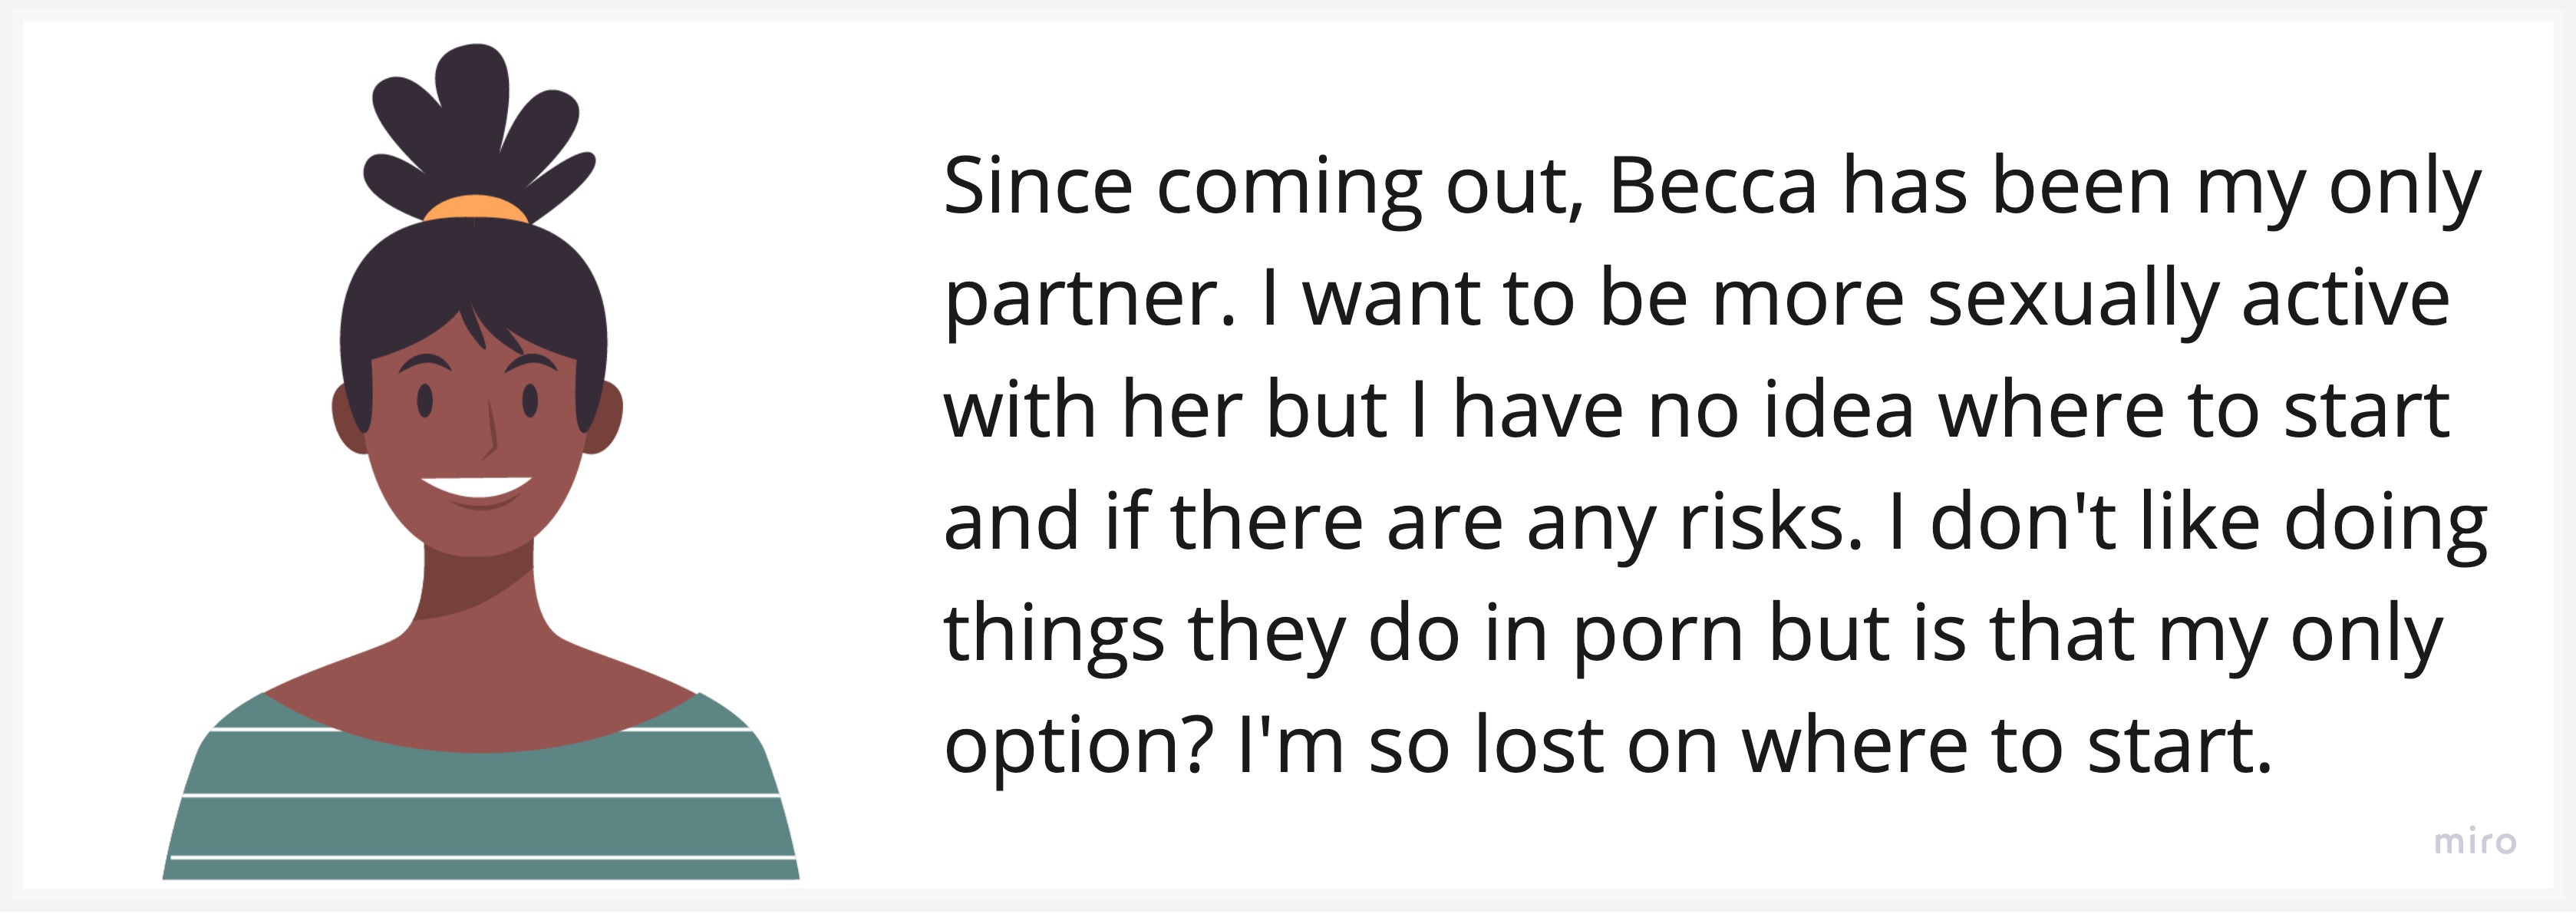 Since coming out, Becca has been my only
partner. I want to be more sexually active
with her but I have no idea where to start
and if there are any risks. I don't like doing
things they do in porn but is that my only
option? I'm so lost on where to start.
miro